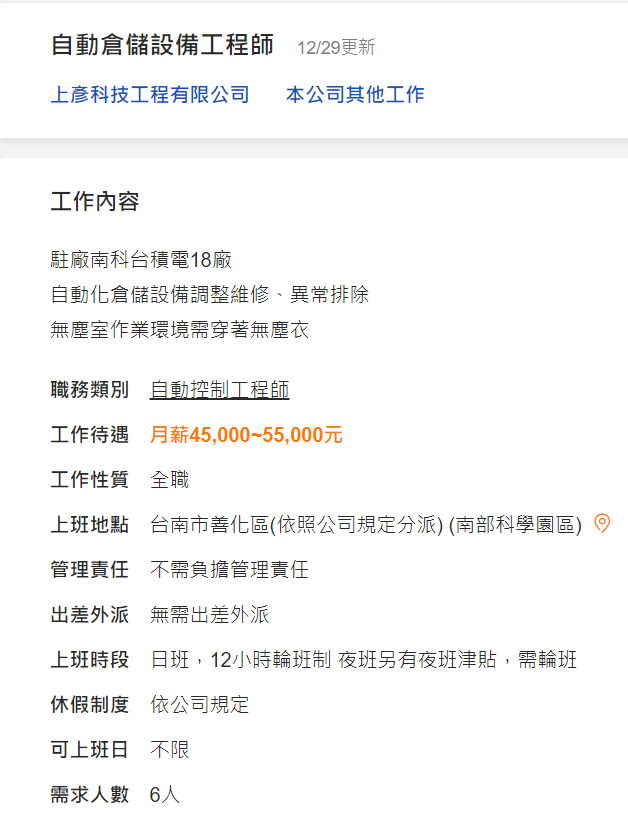 自動倉儲設備工程師 12/29更新
上彥科技工程有限公司 本公司其他工作
工作內容
駐廠南科台積電18廠
自動化倉儲設備調整維修、異常排除
無塵室作業環境需穿著無塵衣
職務類別 自動控制工程師
工作待遇 月薪45,000~55,000元
工作性質 全職
上班地點 台南市善化區(依照公司規定分派) (南部科學園區)
管理責任 不需負擔管理責任
出差外派 無需出差外派
上班時段 日班，12小時輪班制 夜班另有夜班津貼，需輪班
休假制度 依公司規定
可上班日 不限
需求人數 6人